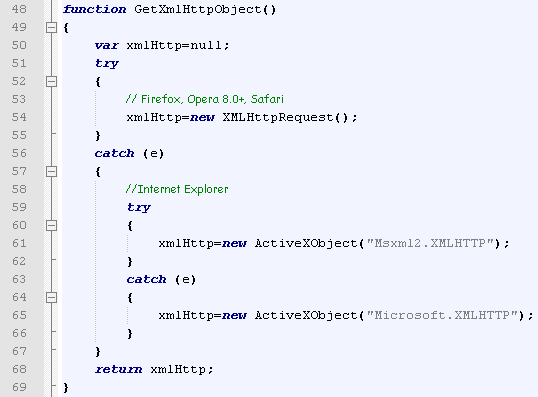 48 function GetXmlHttpObject()
49 {
50 var xmlHttp=null;
51 try
52 {
53 // Firefox, Opera 8.0+, Safari
54 xmlHttp=new XMLHttpRequest();
55 }
56 catch (e)
57 {
58 //Internet Explorer
59 try
60 {
61 xmlHttp=new ActiveXObject("Msxml2.XMLHTTP");
62 }
63 catch (e)
64 {
65 xmlHttp=new ActiveXObject("Microsoft.XMLHTTP");
66 }
67 }
68 return xmlHttp;
69 }